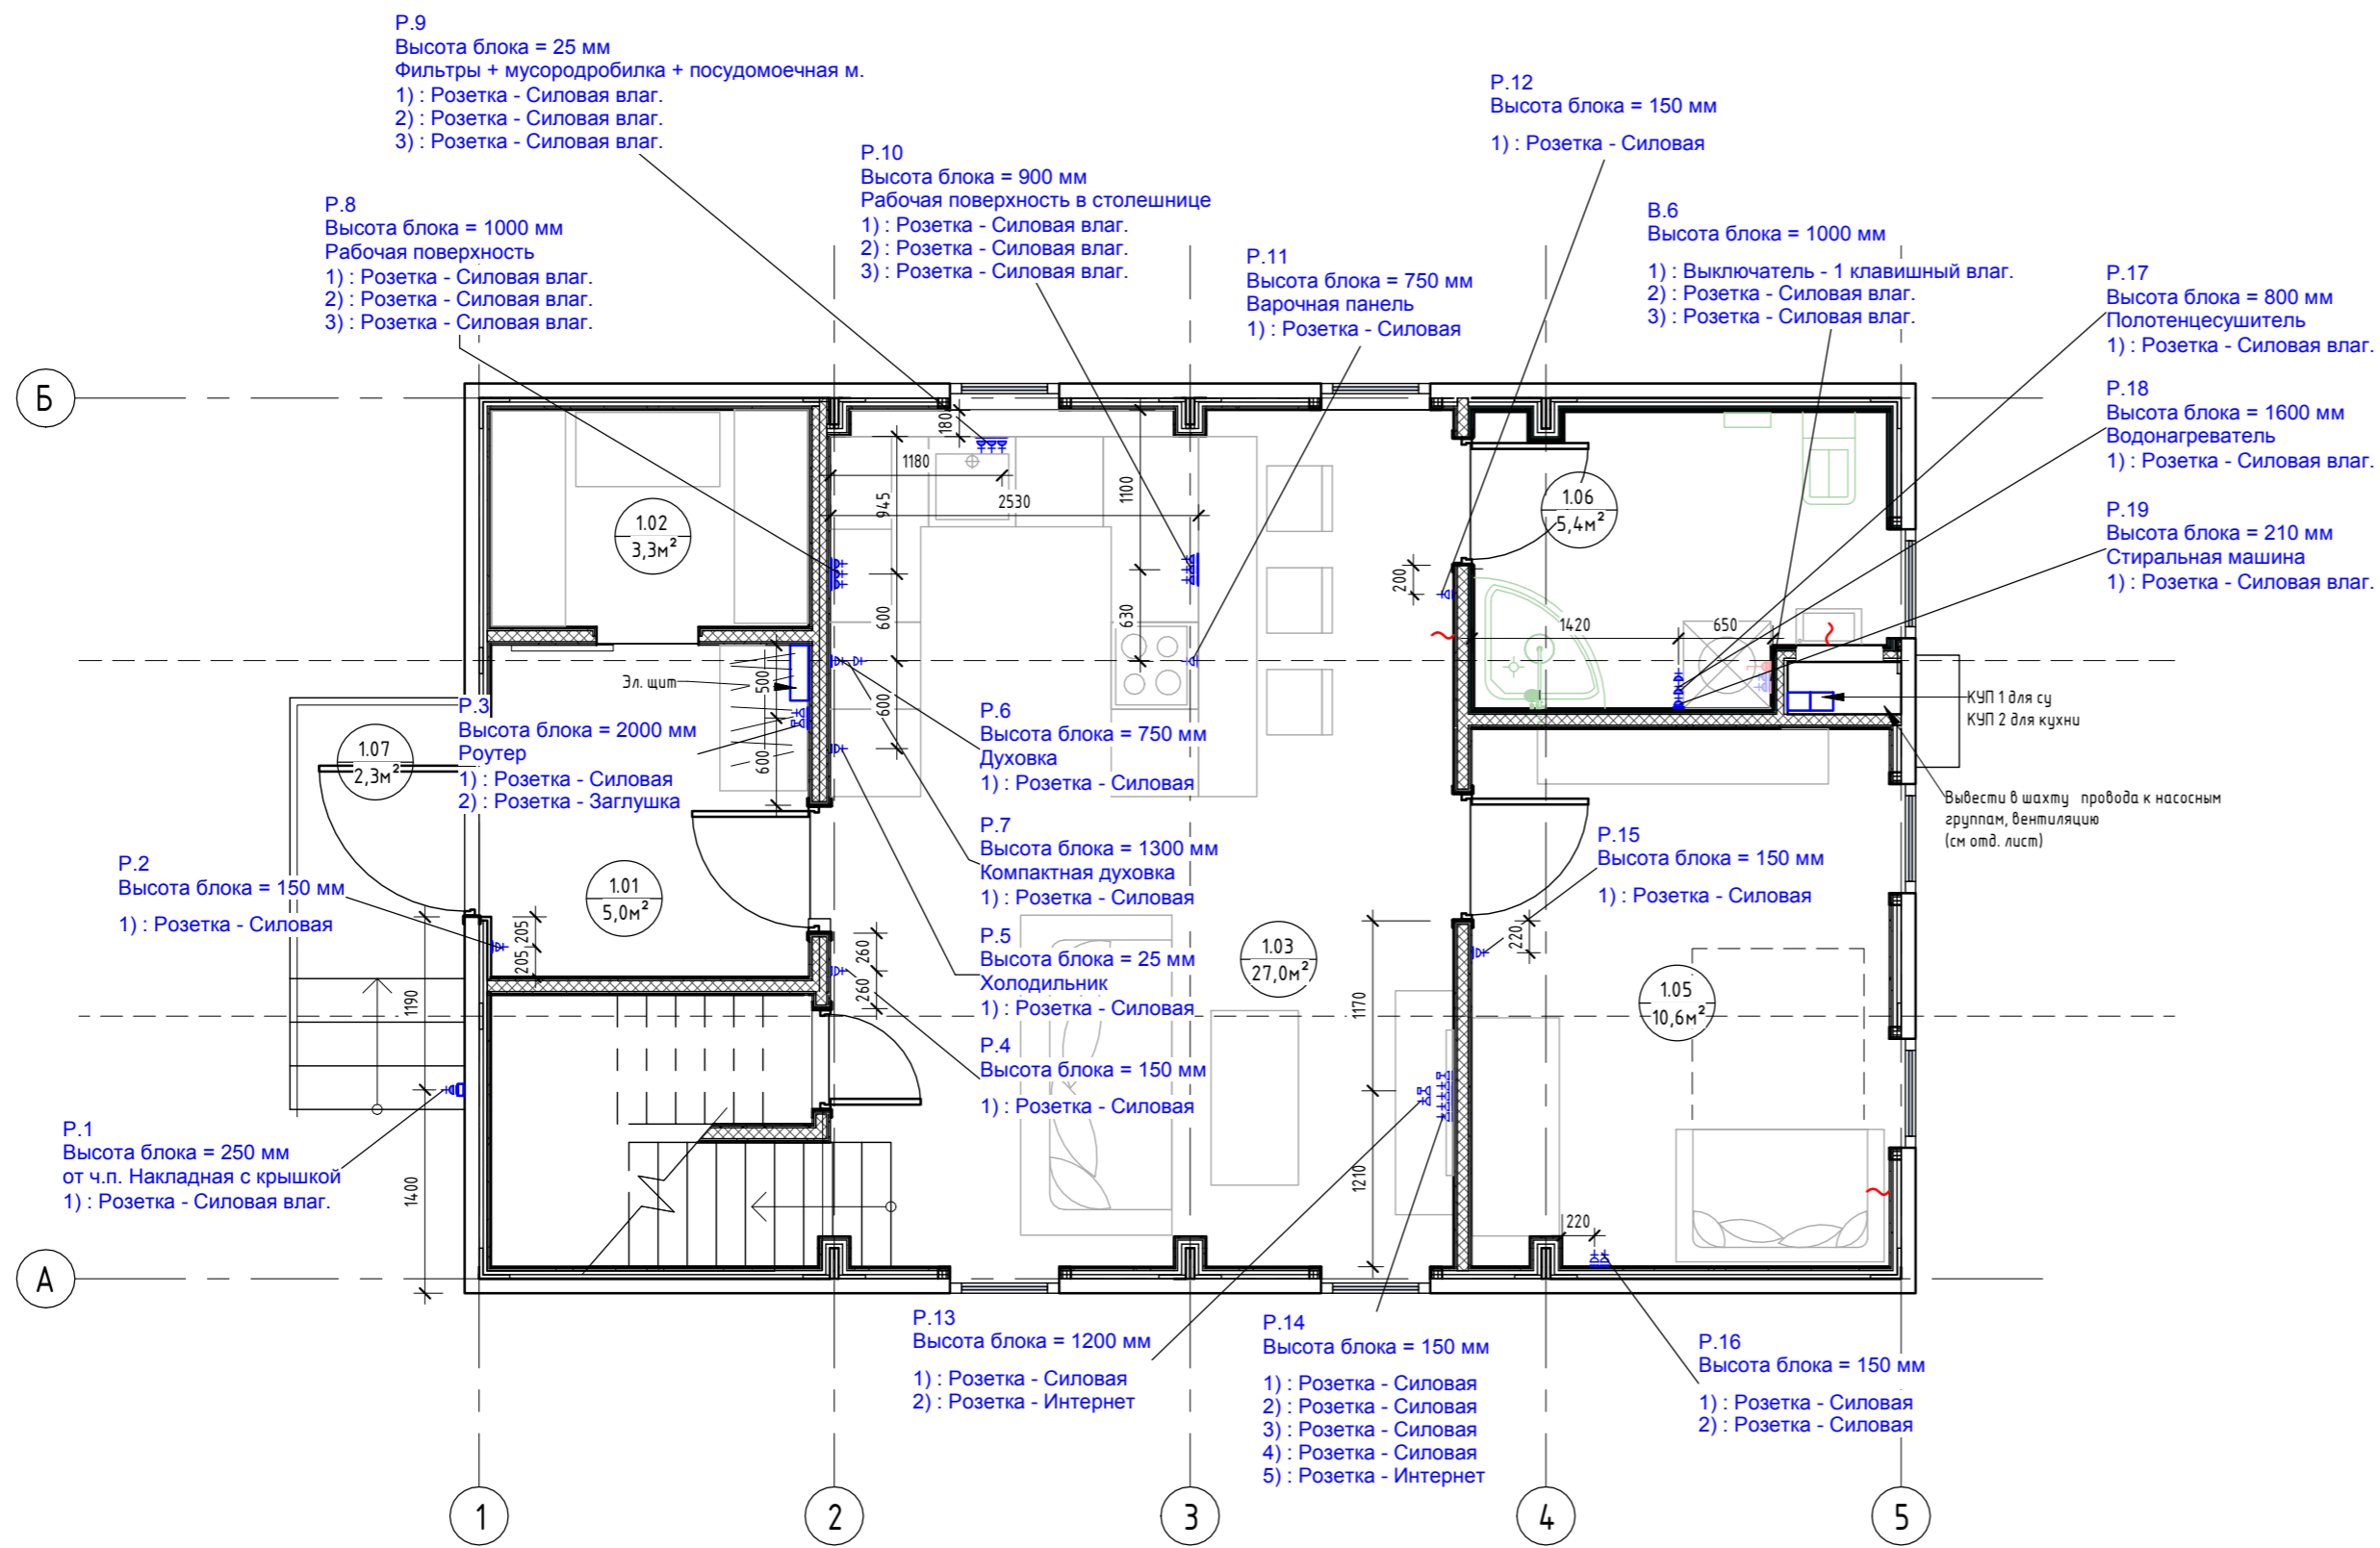 Р.9
Высота блока = 25 мм
Фильтры + мусородробилка + посудомоечная м.
1) : Розетка - Силовая влаг.
2) : Розетка - Силовая влаг.
3) : Розетка - Силовая влаг.
Р.12
Высота блока = 150 мм
1) : Розетка - Силовая
Р.10
Высота блока = 900 мм
Рабочая поверхность в столешнице
1) : Розетка - Силовая влаг.
2) : Розетка - Силовая влаг.
3) : Розетка - Силовая влаг.
Р.8
Высота блока = 1000 мм
Рабочая поверхность
1) : Розетка - Силовая влаг.
2) : Розетка - Силовая влаг.
3) : Розетка - Силовая влаг.
Р.11
Высота блока = 750 мм
Варочная панель
1) : Розетка - Силовая
В.6
Высота блока = 1000 мм
1) : Выключатель - 1 клавишный влаг.
2) : Розетка - Силовая влаг.
3) : Розетка - Силовая влаг.
Р.17
Высота блока = 800 мм
Полотенцесушитель
1) : Розетка - Силовая влаг.
Р.18
Высота блока = 1600 мм
Водонагреватель
1) : Розетка - Силовая влаг.
Р.19
Высота блока = 210 мм
Стиральная машина
1) : Розетка - Силовая влаг.
Б
180
1180
945
2530
1100
1.02
3,3м²
1.06
5,4м²
200
600
630
1420
650
Эл. щит
500
600
600
КУП 1 для су
КУП 2 для кухни
Р.3
Высота блока = 2000 мм
Роутер
1) : Розетка - Силовая
2) : Розетка - Заглушка
1.07
2,3м²
Р.6
Высота блока = 750 мм
Духовка
1) : Розетка - Силовая
Вывести в шахту провода к насосным
группам, вентиляцию
(см отд. лист)
Р.7
Высота блока = 1300 мм
Компактная духовка
1) : Розетка - Силовая
Р.15
Высота блока = 150 мм
1) : Розетка - Силовая
Р.2
Высота блока = 150 мм
1) : Розетка - Силовая
1.01
5,0м²
205
205
260
260
220
Р.5
Высота блока = 25 мм
Холодильник
1) : Розетка - Силовая
1.03
27,0м²
1.05
10,6м²
1190
1170
Р.4
Высота блока = 150 мм
1) : Розетка - Силовая
Р.1
Высота блока = 250 мм
от ч.п. Накладная с крышкой
1) : Розетка - Силовая влаг.
1400
1210
220
А
Р.13
Высота блока = 1200 мм
1) : Розетка - Силовая
2) : Розетка - Интернет
Р.14
Высота блока = 150 мм
1) : Розетка - Силовая
2) : Розетка - Силовая
3) : Розетка - Силовая
4) : Розетка - Силовая
5) : Розетка - Интернет
Р.16
Высота блока = 150 мм
1) : Розетка - Силовая
2) : Розетка - Силовая
1
2
3
4
5